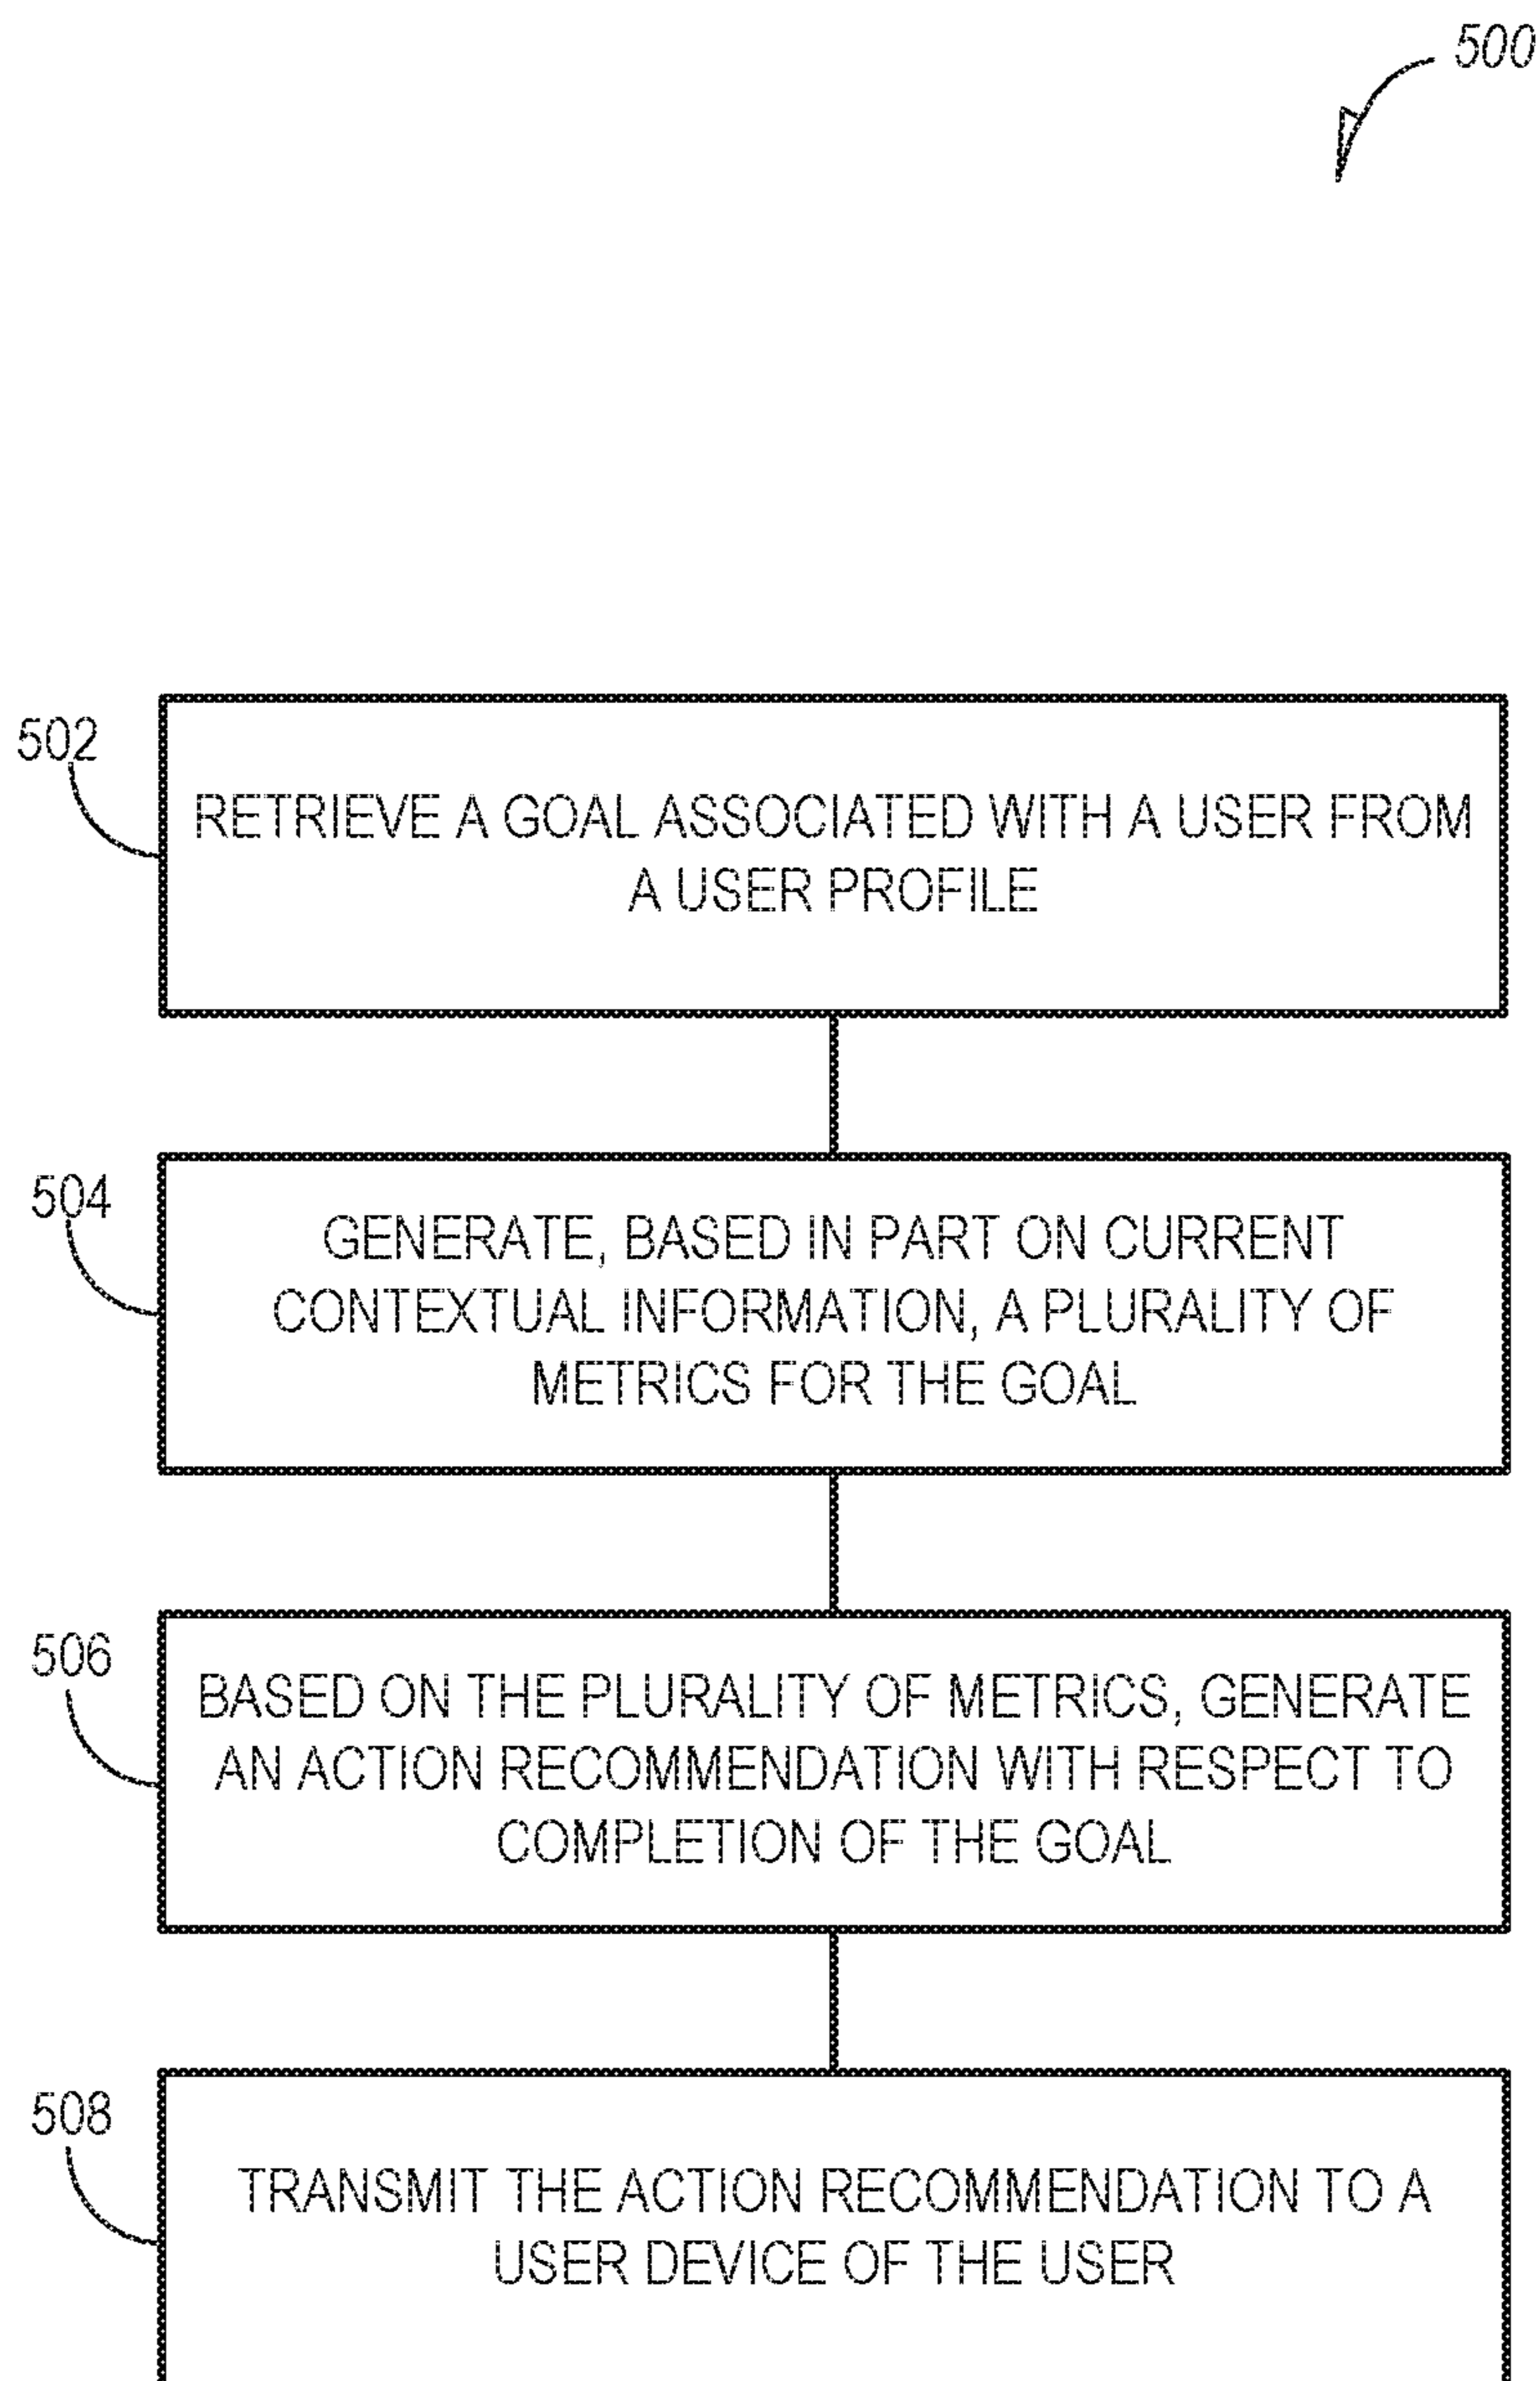 500
502
RETRIEVE A GOAL ASSOCIATED WITH A USER FROM
A USER PROFILE
504
GENERATE, BASED IN PART ON CURRENT
CONTEXTUAL INFORMATION, A PLURALITY OF
METRICS FOR THE GOAL
506
BASED ON THE PLURALITY OF METRICS, GENERATE
AN ACTION RECOMMENDATION WITH RESPECT TO
COMPLETION OF THE GOAL
508
TRANSMIT THE ACTION RECOMMENDATION TO A
USER DEVICE OF THE USER